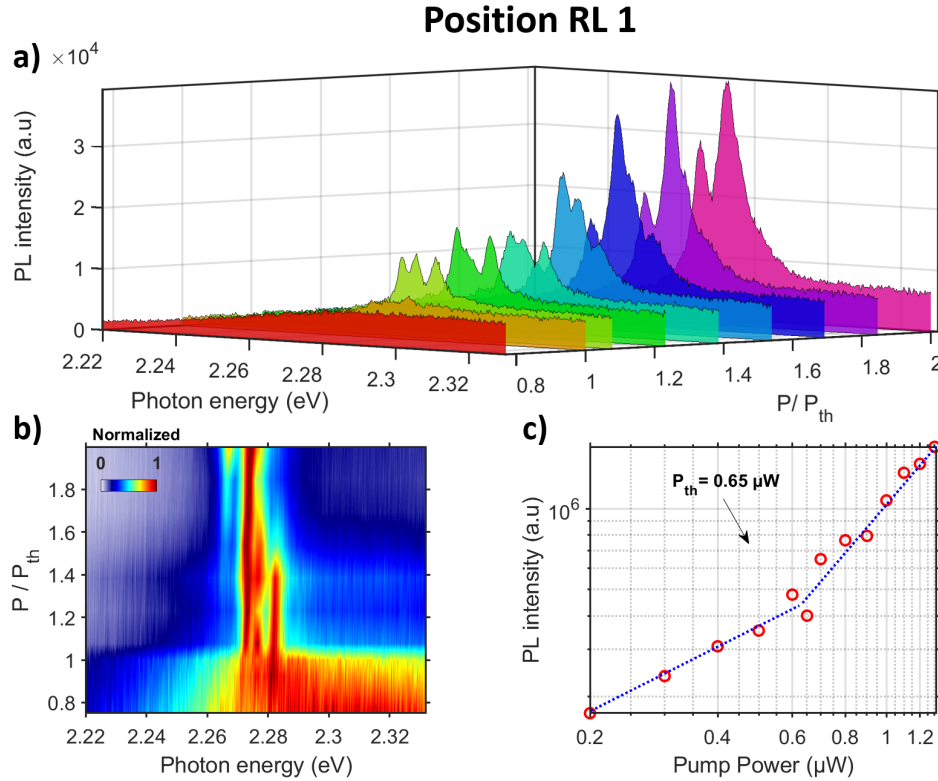 Position RL 1
a)
×10⁴
PL intensity (a.u)
3
2
1
0
2.22
2.24
2.26
2.28
2.3
2.32
Photon energy (eV)
0.8
1
1.2
1.4
1.6
1.8
2
P/ P_th
b)
Normalized
0 1
P / P_th
1.8
1.6
1.4
1.2
1
0.8
2.22 2.24 2.26 2.28 2.3 2.32
Photon energy (eV)
c)
P_th= 0.65 µW
PL intensity (a.u)
10⁶
0.2 0.4 0.6 0.8 1 1.2
Pump Power (µW)